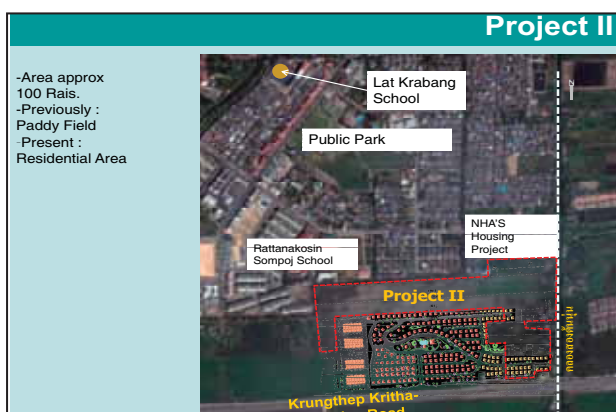 Project II
-Area approx
100 Rais.
-Previously :
Paddy Field
-Present :
Residential Area
Lat Krabang
School
Public Park
NHA'S
Housing
Project
Rattanakosin
Sompoj School
Project II
Krungthep Kritha-
Road